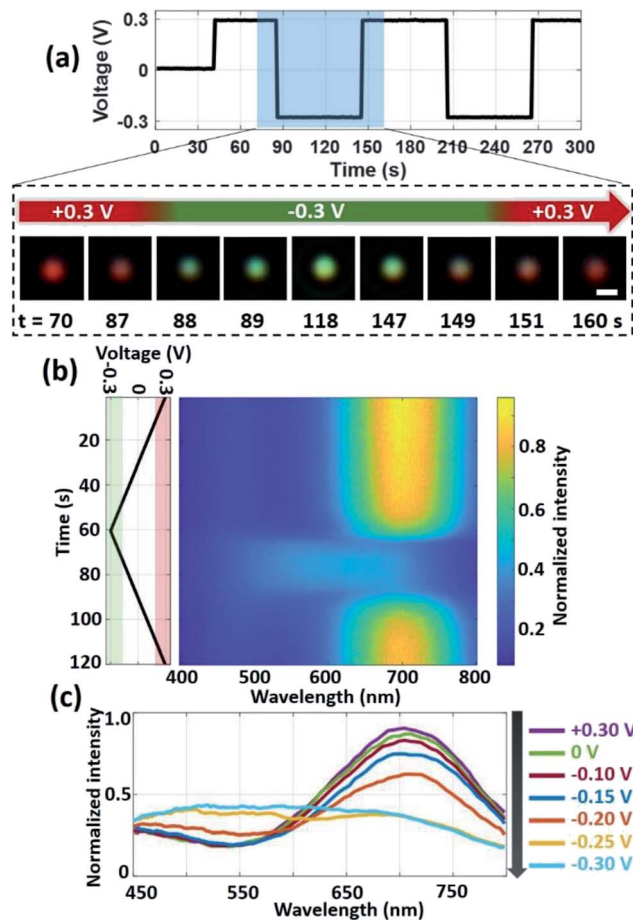 (a)
Voltage (V)
0.3
0
-0.3
0 30 60 90 120 150 180 210 240 270 300
Time (s)
+0.3 V -0.3 V +0.3 V
t = 70 87 88 89 118 147 149 151 160 s
(b)
Voltage (V)
-0.3 0 0.3
Time (s)
20
40
60
80
100
120
400 500 600 700 800
Wavelength (nm)
0.8
0.6
0.4
0.2
Normalized intensity
(c)
Normalized intensity
1.0
0.5
0
450 550 650 750
Wavelength (nm)
+0.30 V
0 V
-0.10 V
-0.15 V
-0.20 V
-0.25 V
-0.30 V